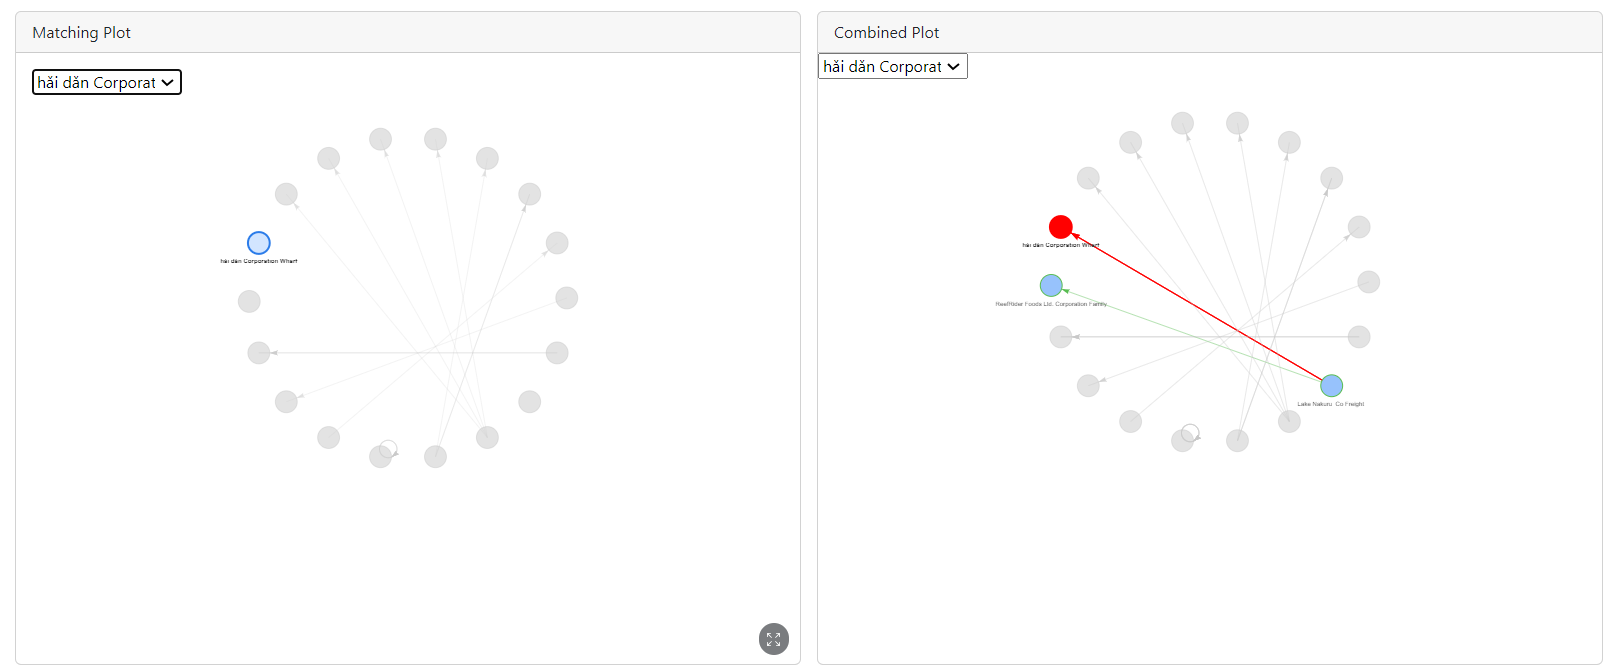 Matching Plot
hǎi dǎn Corporat
hǎi dǎn Corporation Wharf
Combined Plot
hǎi dǎn Corporat
hǎi dǎn Corporation Wharf
ReefRider Foods Ltd. Corporation Family
Lake Nakuru Co Freight